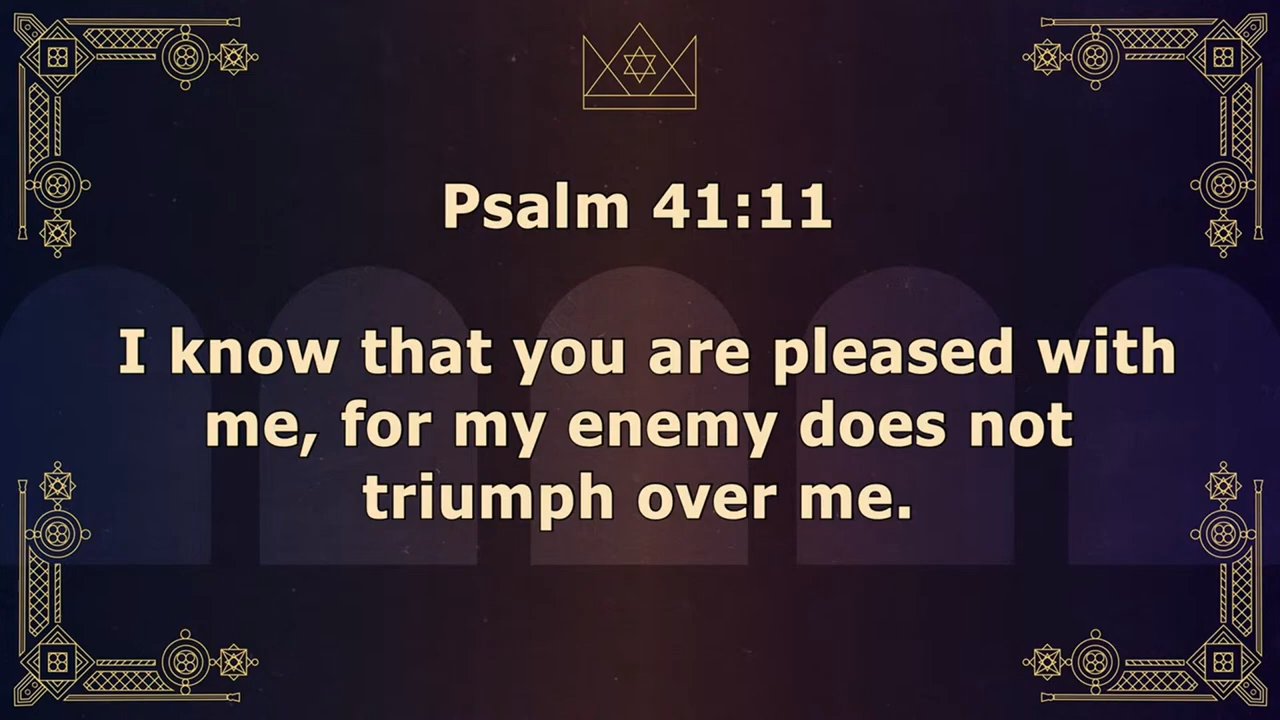 Psalm 41:11
I know that you are pleased with
me, for my enemy does not
triumph over me.